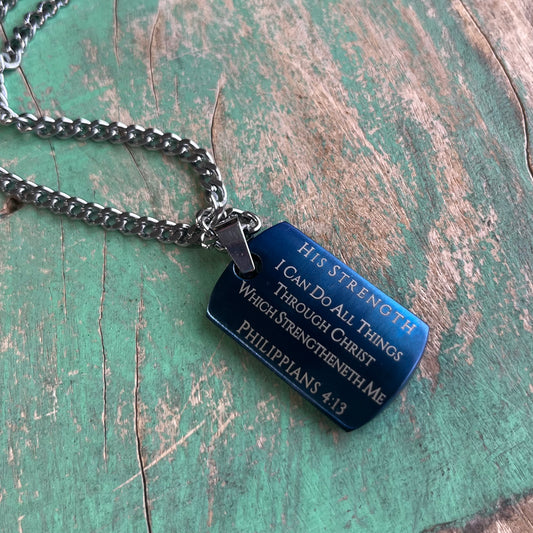 His Strength
I Can Do All Things
Through Christ
Which Strengtheneth Me
Philippians 4:13